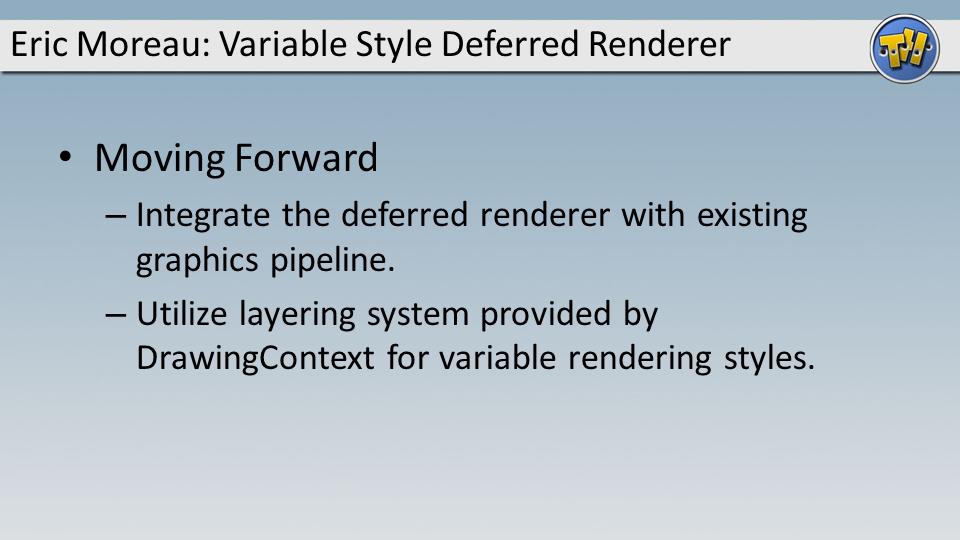 Eric Moreau: Variable Style Deferred Renderer
• Moving Forward
– Integrate the deferred renderer with existing
graphics pipeline.
– Utilize layering system provided by
DrawingContext for variable rendering styles.